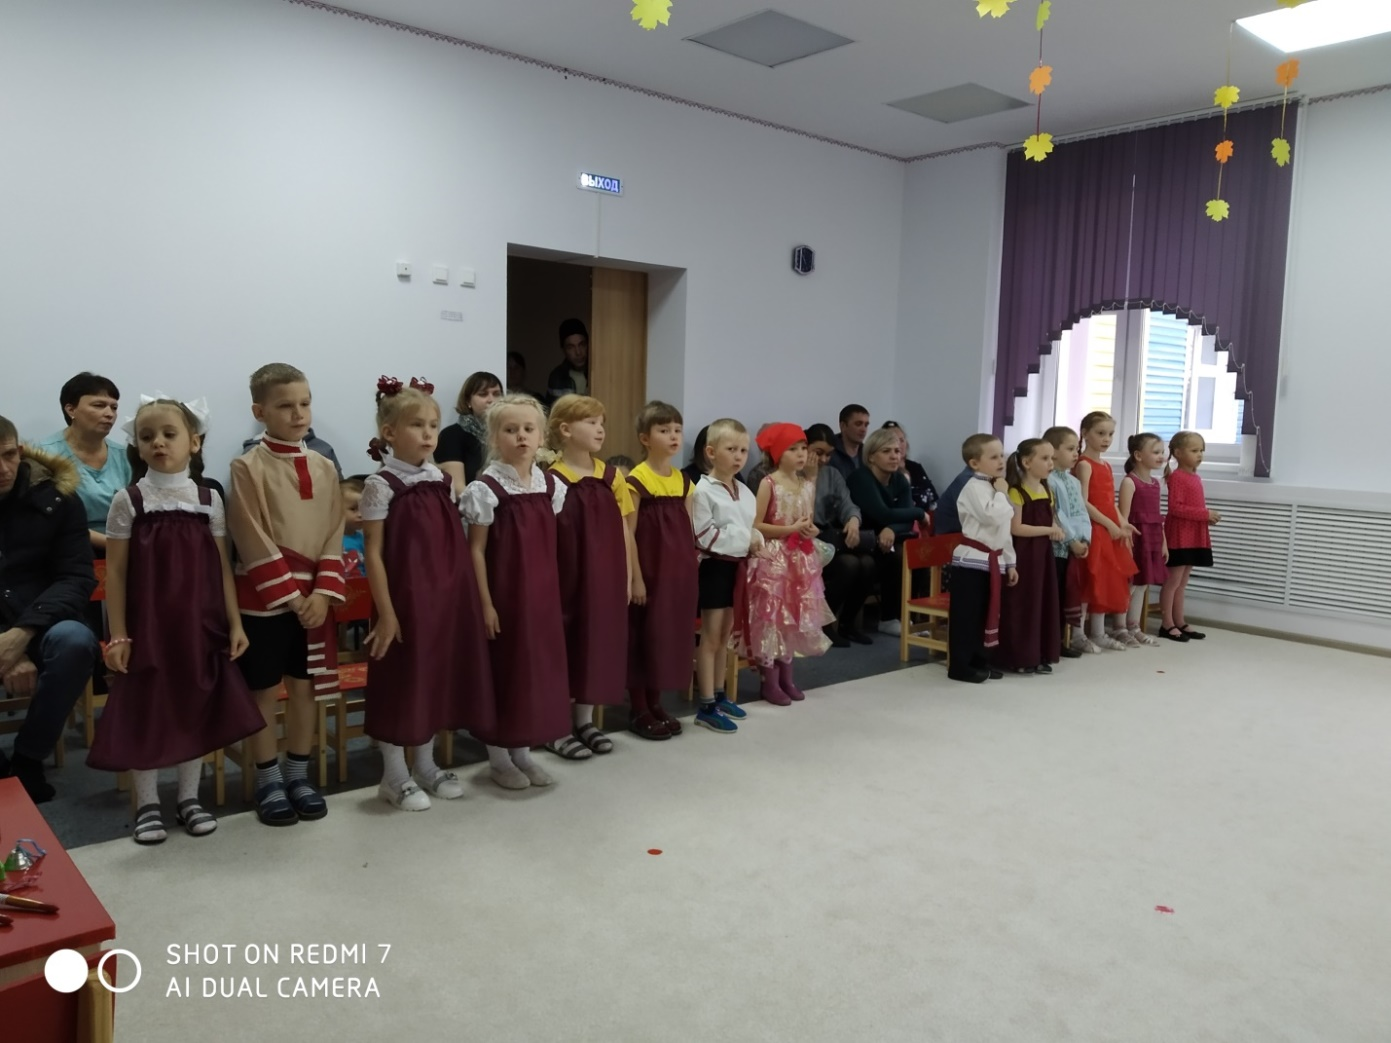 ВЫХОД
SHOT ON REDMI 7
AI DUAL CAMERA